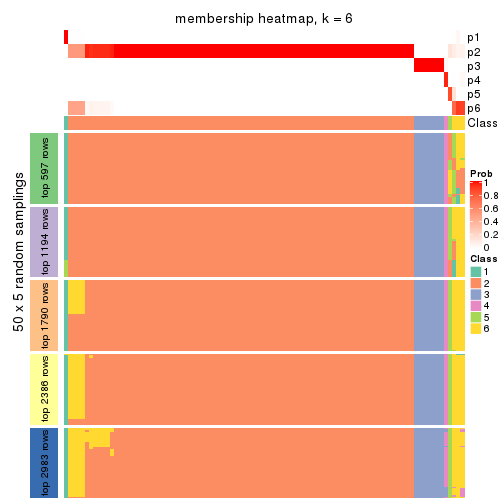 membership heatmap, k = 6
p1
p2
p3
p4
p5
p6
Class
50 x 5 random samplings
top 597 rows
top 1194 rows
top 1790 rows
top 2386 rows
top 2983 rows
Prob
1
0.8
0.6
0.4
0.2
0
Class
1
2
3
4
5
6